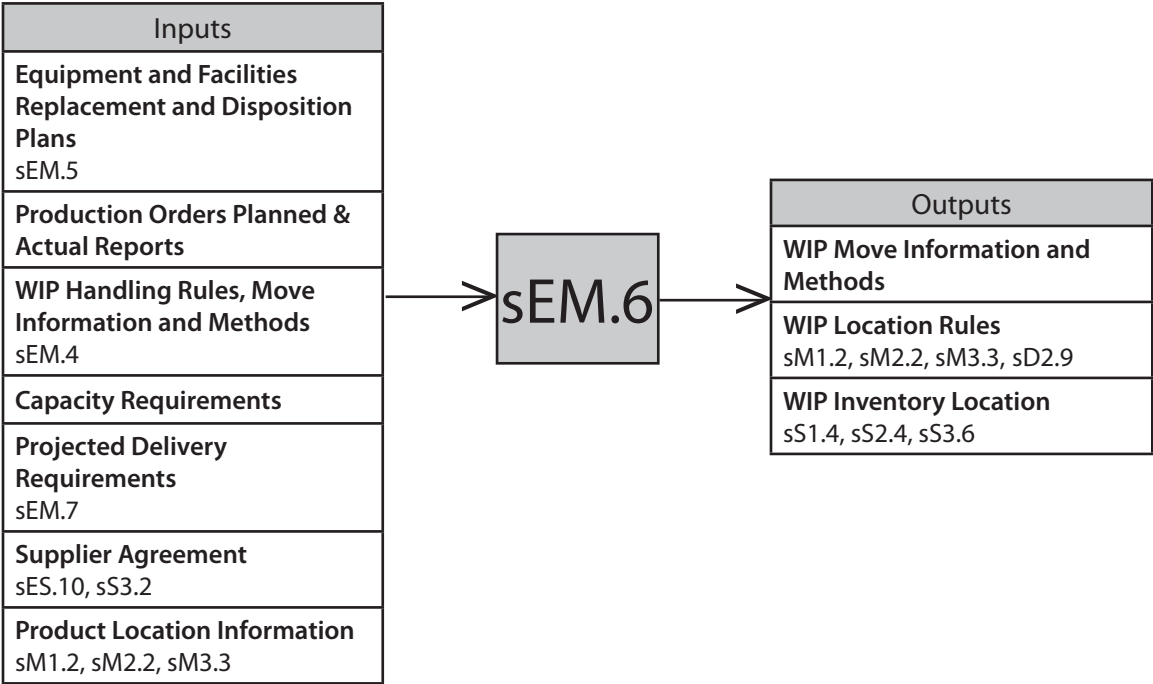 Inputs
Equipment and Facilities
Replacement and Disposition
Plans
sEM.5
Production Orders Planned &
Actual Reports
WIP Handling Rules, Move
Information and Methods
sEM.4
Capacity Requirements
Projected Delivery
Requirements
sEM.7
Supplier Agreement
sES.10, sS3.2
Product Location Information
sM1.2, sM2.2, sM3.3
sEM.6
Outputs
WIP Move Information and
Methods
WIP Location Rules
sM1.2, sM2.2, sM3.3, sD2.9
WIP Inventory Location
sS1.4, sS2.4, sS3.6